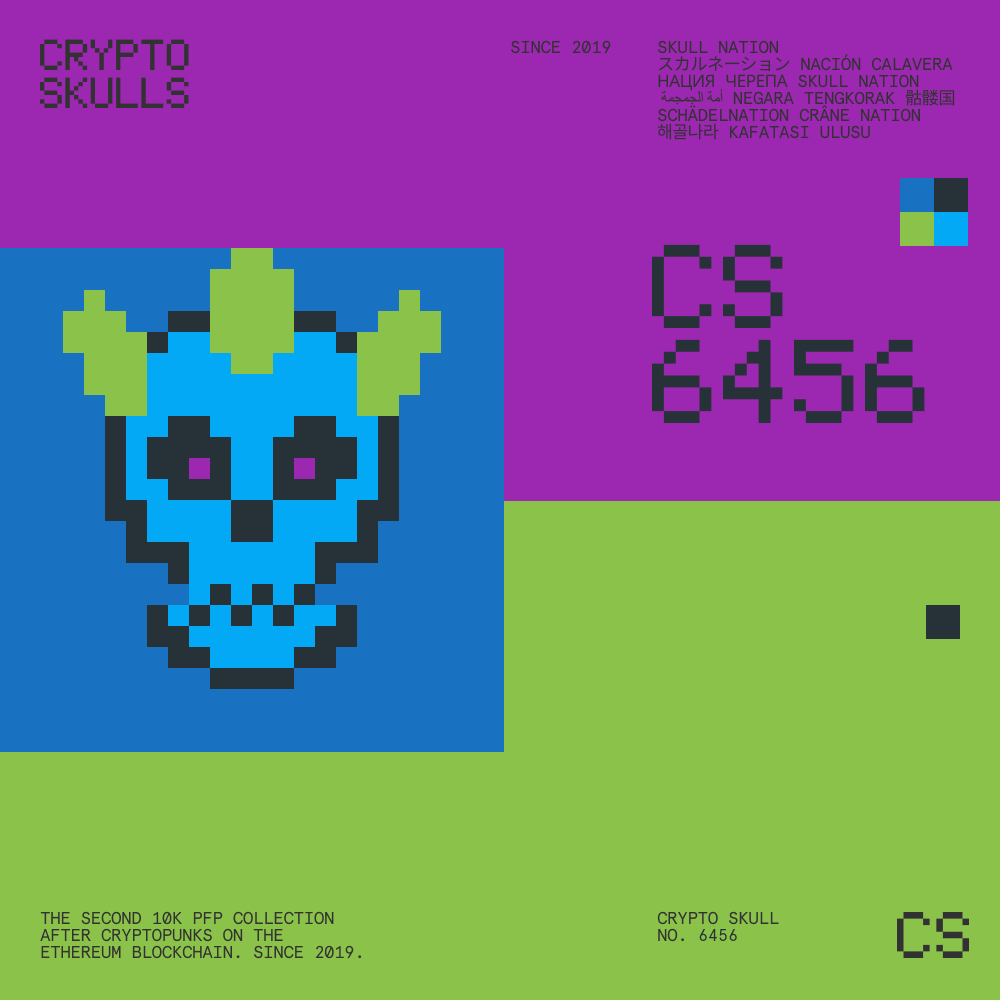 CRYPTO
SKULLS
SINCE 2019
SKULL NATION
スカルネーション NACIÓN CALAVERA
НАЦИЯ ЧЕРЕПА SKULL NATION
أمة الجمجمة NEGARA TENGKORAK 骷髅国
SCHÄDELNATION CRÂNE NATION
해골나라 KAFATASI ULUSU
CS
6456
THE SECOND 10K PFP COLLECTION
AFTER CRYPTOPUNKS ON THE
ETHEREUM BLOCKCHAIN. SINCE 2019.
CRYPTO SKULL
NO. 6456
CS